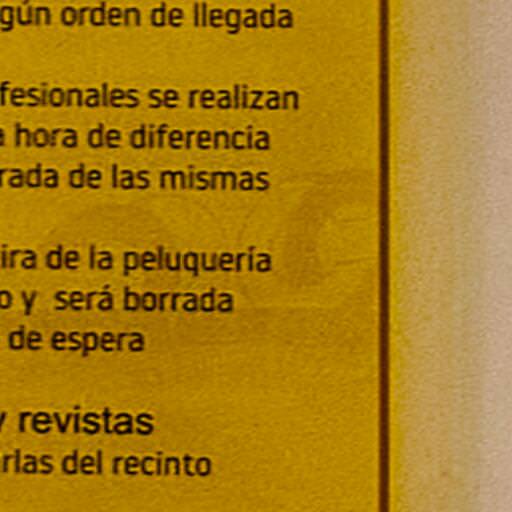 gún orden de llegada
fesionales se realizan
a hora de diferencia
rada de las mismas
ira de la peluquería
o y será borrada
de espera
y revistas
rlas del recinto